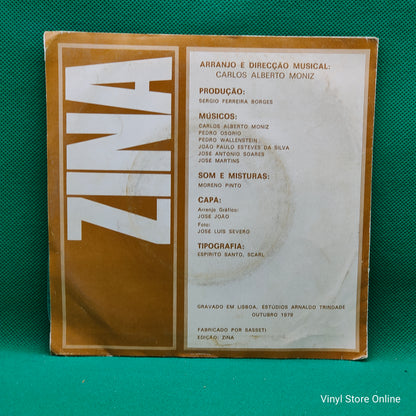 ZINA
ARRANJO E DIRECÇÃO MUSICAL:
CARLOS ALBERTO MONIZ
PRODUÇÃO:
SERGIO FERREIRA BORGES
MÚSICOS:
CARLOS ALBERTO MONIZ
PEDRO OSORIO
PEDRO WALLENSTEIN
JOÃO PAULO ESTEVES DA SILVA
JOSÉ ANTONIO SOARES
JOSÉ MARTINS
SOM E MISTURAS:
MORENO PINTO
CAPA:
Arranjo Gráfico:
JOSÉ JOÃO
Foto:
JOSÉ LUIS SEVERO
TIPOGRAFIA:
ESPIRITO SANTO, SCARL
GRAVADO EM LISBOA, ESTÚDIOS ARNALDO TRINDADE
OUTUBRO 1979
FABRICADO POR SASSETI
EDIÇÃO: ZINA
Vinyl Store Online